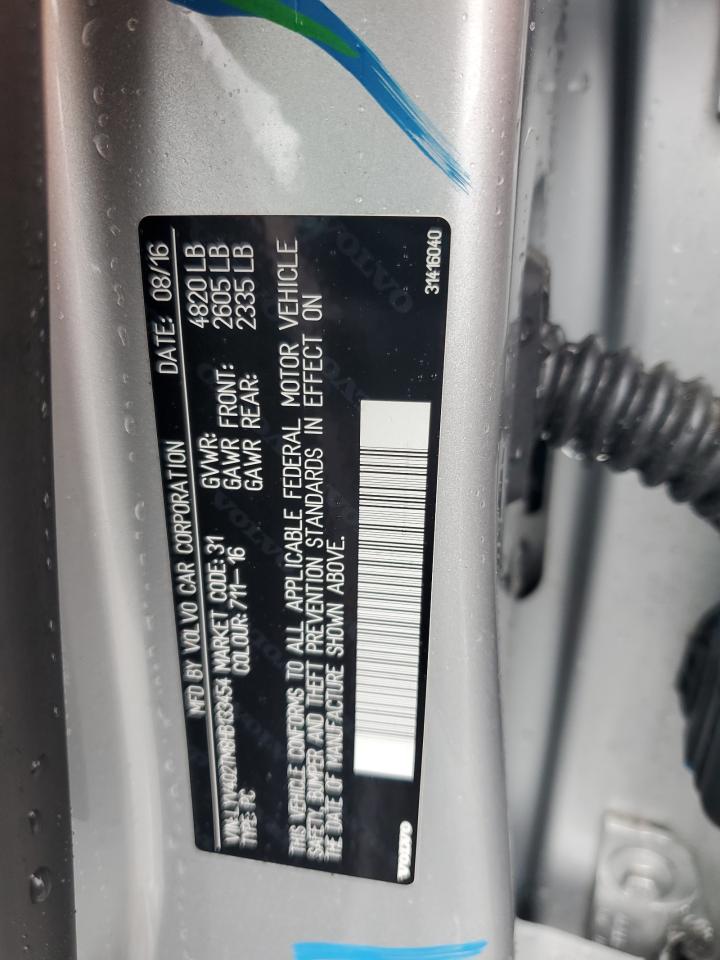 MFD BY VOLVO CAR CORPORATION DATE: 08/16
VIN: LYV402TM8HB133454 MARKET CODE: 31 GVWR: 4820 LB
TYPE: PC COLOUR: 711-16 GAWR FRONT: 2605 LB
GAWR REAR: 2335 LB
THIS VEHICLE CONFORMS TO ALL APPLICABLE FEDERAL MOTOR VEHICLE
SAFETY, BUMPER AND THEFT PREVENTION STANDARDS IN EFFECT ON
THE DATE OF MANUFACTURE SHOWN ABOVE.
VOLVO
31416040